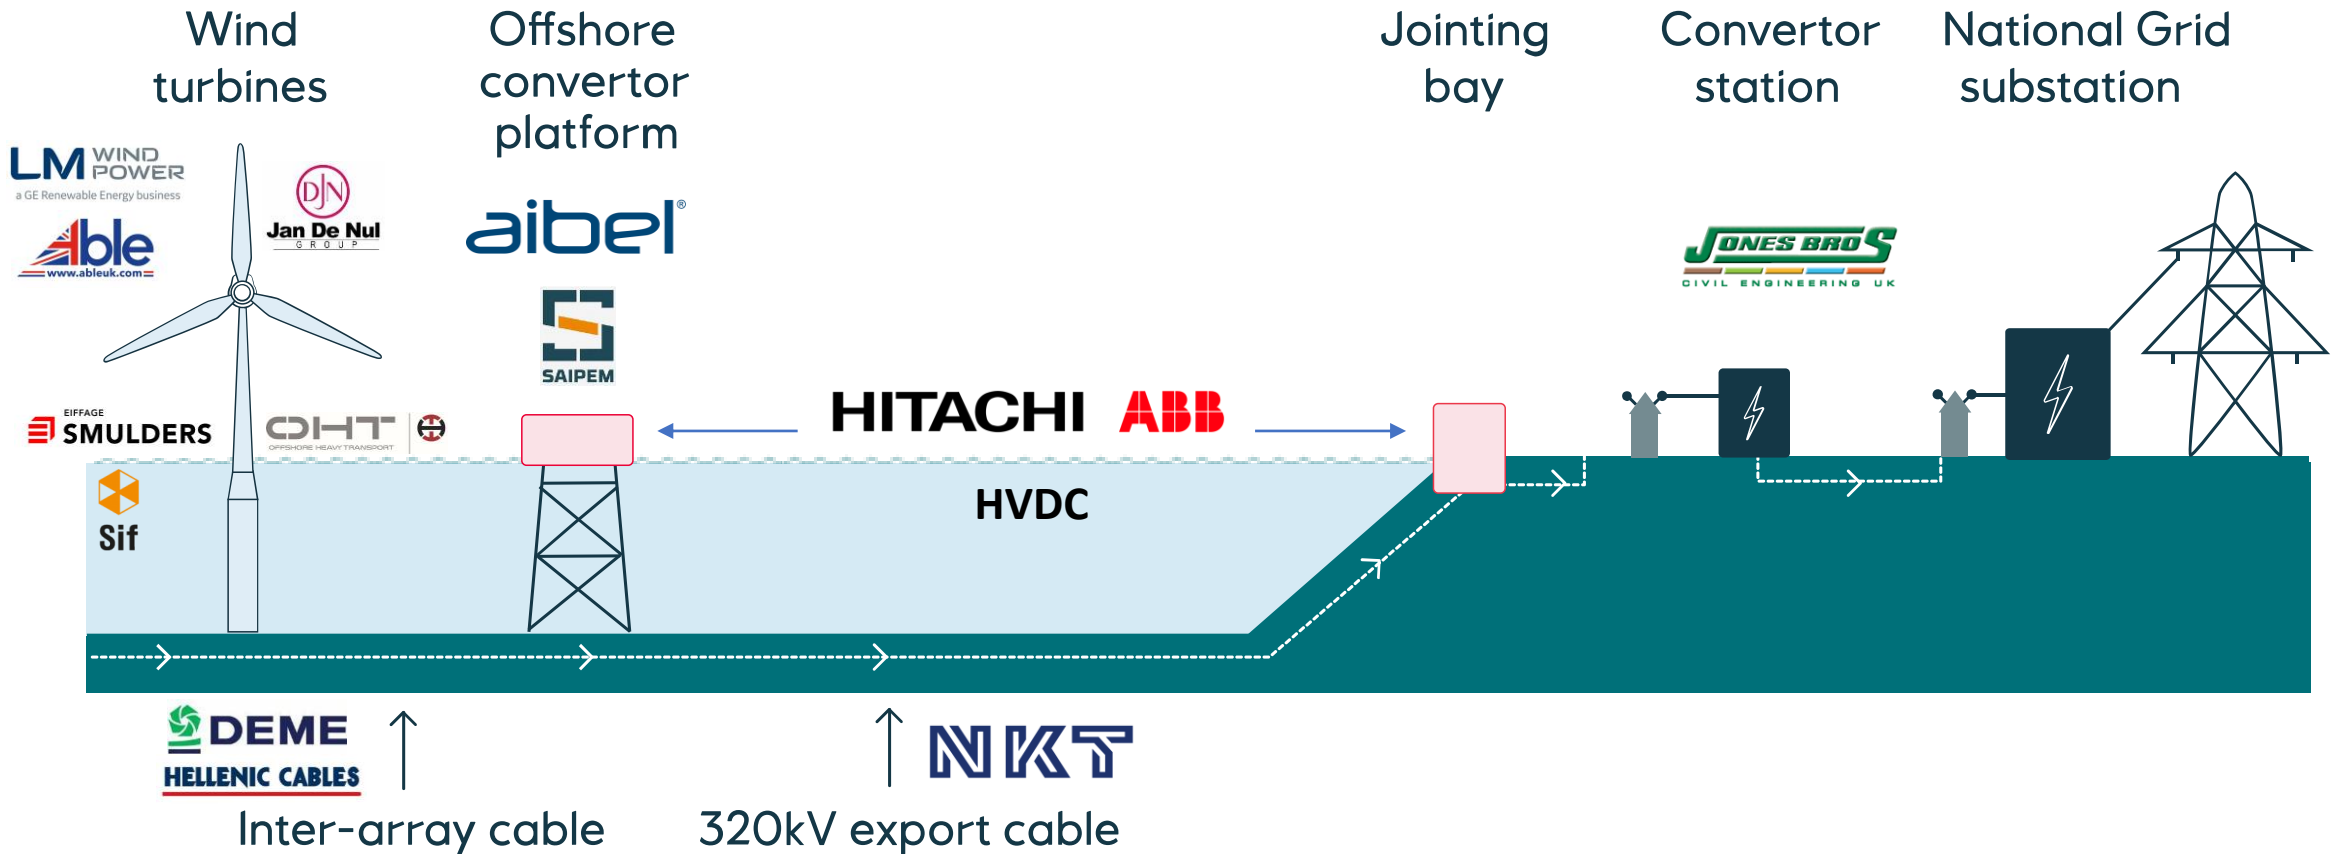 Wind
turbines
Offshore
convertor
platform
Jointing
bay
Convertor
station
National Grid
substation
LM WIND POWER
a GE Renewable Energy business
DJN
Jan De Nul
GROUP
Able
www.ableuk.com
aibel®
SAIPEM
JONES BROS
CIVIL ENGINEERING UK
EIFFAGE
SMULDERS
OHT
OFFSHORE HEAVY TRANSPORT
HITACHI ABB
HVDC
Sif
DEME
HELLENIC CABLES
NKT
Inter-array cable
320kV export cable